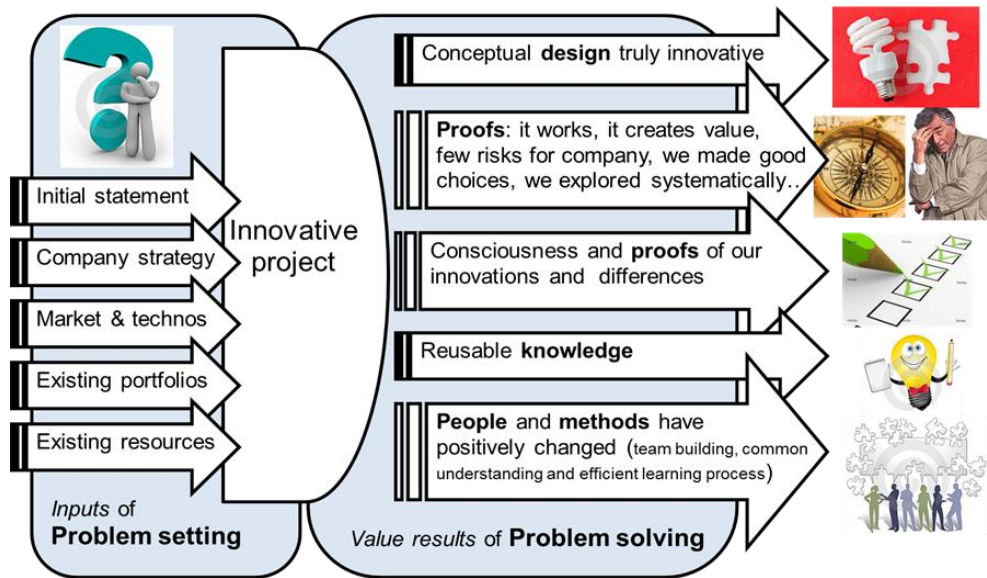 Initial statement
Company strategy
Market & technos
Existing portfolios
Existing resources
Inputs of
Problem setting
Innovative
project
Conceptual design truly innovative
Proofs: it works, it creates value,
few risks for company, we made good
choices, we explored systematically…
Consciousness and proofs of our
innovations and differences
Reusable knowledge
People and methods have
positively changed (team building, common
understanding and efficient learning process)
Value results of Problem solving